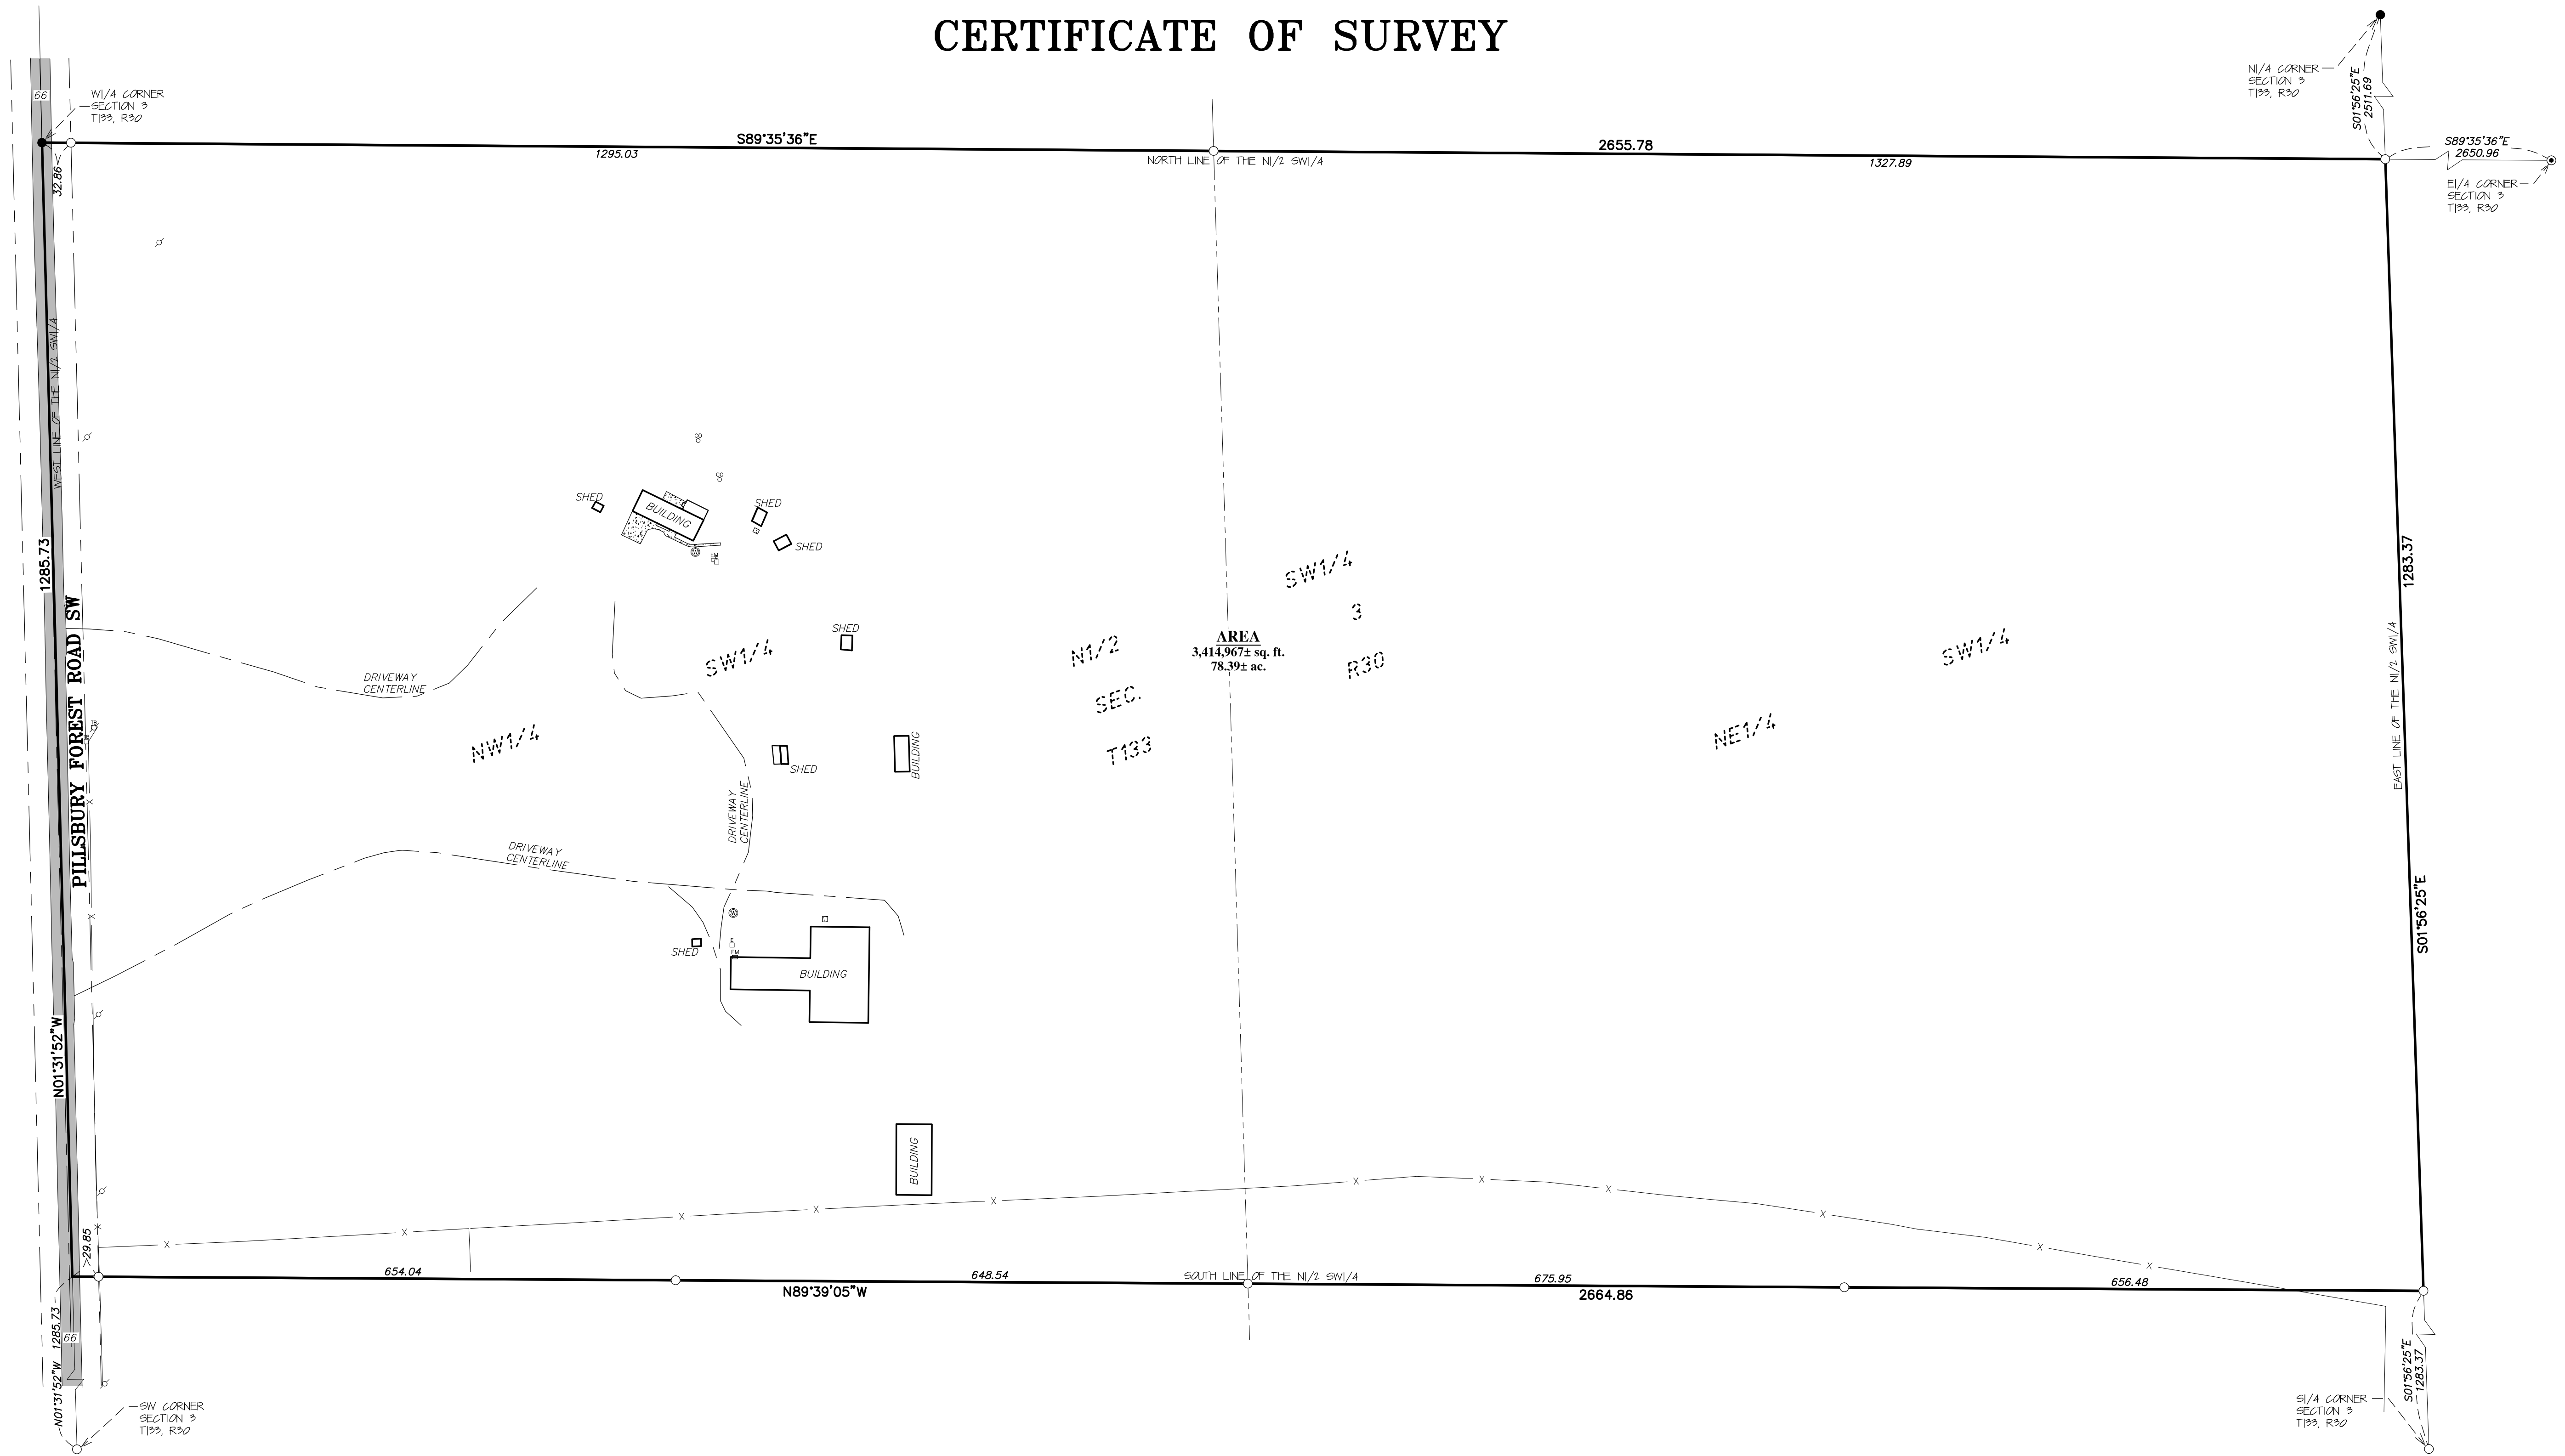 CERTIFICATE OF SURVEY
66
W1/4 CORNER
SECTION 3
T133, R30
N1/4 CORNER
SECTION 3
T133, R30
S01°56'25"E
2511.69
S89°35'36"E
2650.96
E1/4 CORNER
SECTION 3
T133, R30
32.86
S89°35'36"E
1295.03
NORTH LINE OF THE N1/2 SW1/4
2655.78
1327.89
WEST LINE OF THE N1/2 SW1/4
1285.73
PILLSBURY FOREST ROAD SW
N01°31'52"W
CO
CO
SHED
BUILDING
SHED
SHED
W
EM
SHED
DRIVEWAY
CENTERLINE
SW1/4
NW1/4
SHED
BUILDING
DRIVEWAY
CENTERLINE
DRIVEWAY
CENTERLINE
N1/2
SEC.
T133
AREA
3,414,967± sq. ft.
78.39± ac.
SW1/4
3
R30
NE1/4
SW1/4
1283.37
EAST LINE OF THE N1/2 SW1/4
S01°56'25"E
TB
W
SHED
EM
BUILDING
BUILDING
X
X
X
X
X
X
X
X
X
X
X
X
X
X
29.85
654.04
N89°39'05"W
648.54
SOUTH LINE OF THE N1/2 SW1/4
675.95
2664.86
656.48
66
N01°31'52"W 1285.73
SW CORNER
SECTION 3
T133, R30
S01°56'25"E
1283.37
S1/4 CORNER
SECTION 3
T133, R30